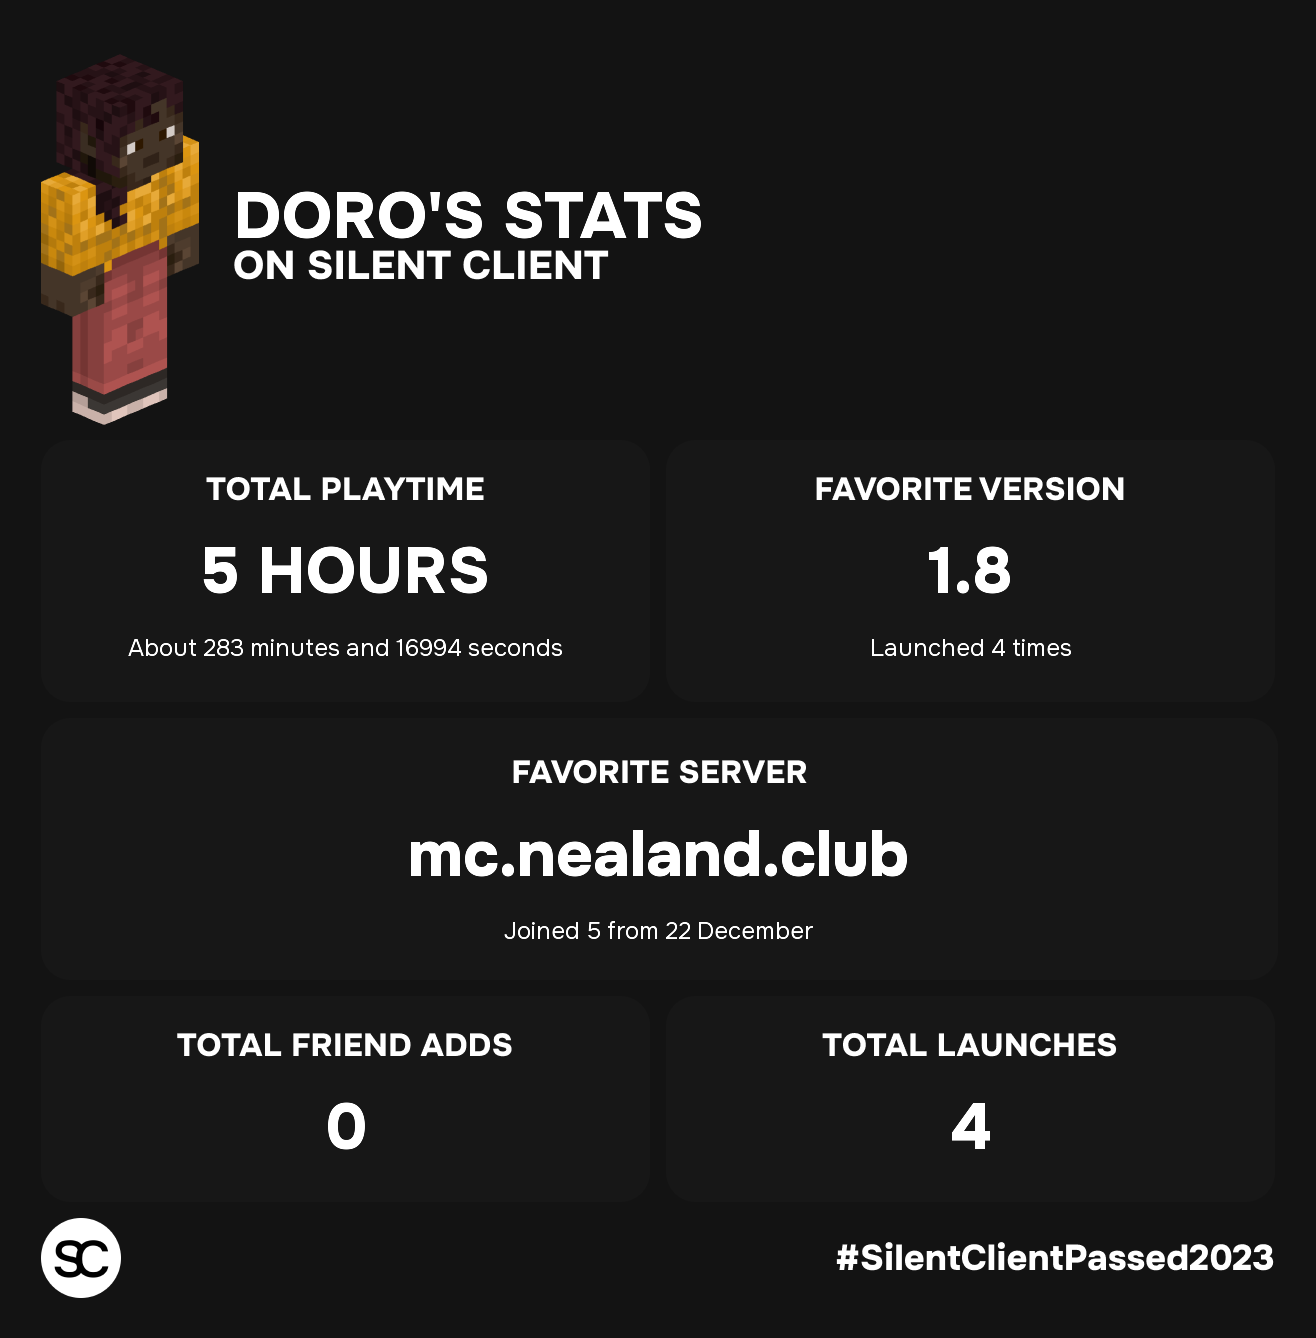 DORO'S STATS
ON SILENT CLIENT
TOTAL PLAYTIME
5 HOURS
About 283 minutes and 16994 seconds
FAVORITE VERSION
1.8
Launched 4 times
FAVORITE SERVER
mc.nealand.club
Joined 5 from 22 December
TOTAL FRIEND ADDS
0
TOTAL LAUNCHES
4
SC
#SilentClientPassed2023